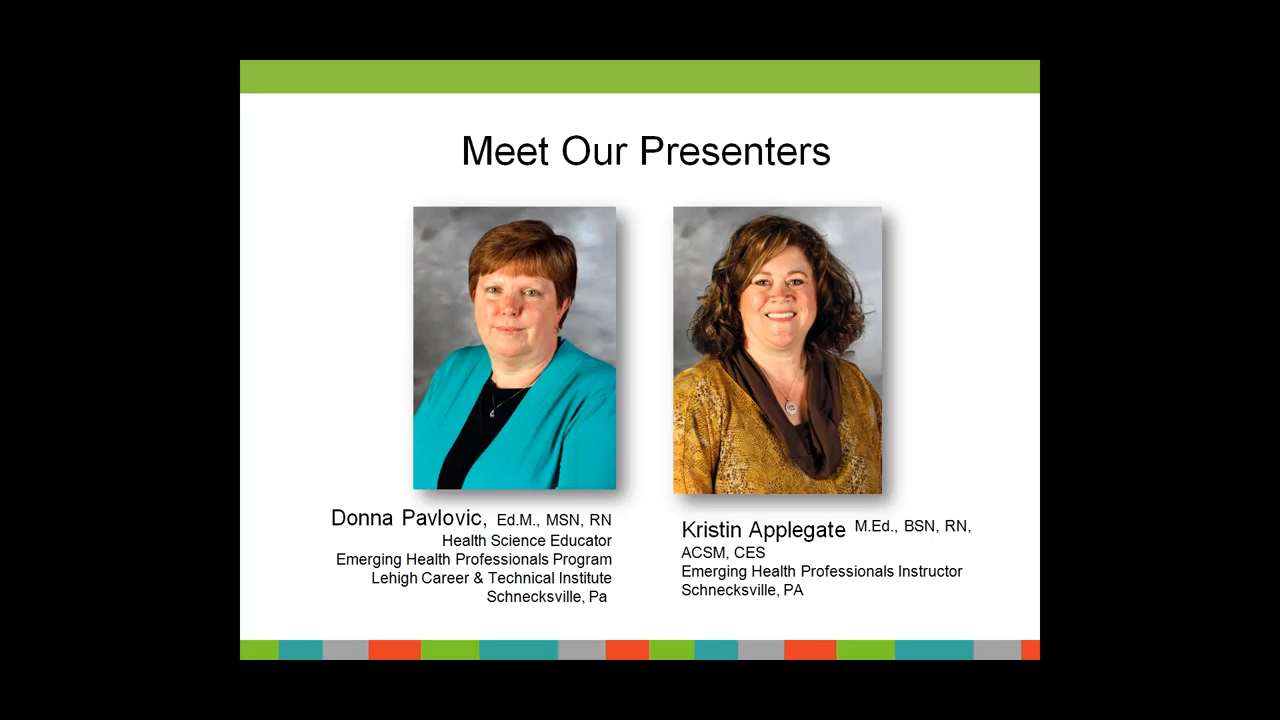 Meet Our Presenters
Donna Pavlovic, Ed.M., MSN, RN
Health Science Educator
Emerging Health Professionals Program
Lehigh Career & Technical Institute
Schnecksville, Pa
Kristin Applegate M.Ed., BSN, RN,
ACSM, CES
Emerging Health Professionals Instructor
Schnecksville, PA